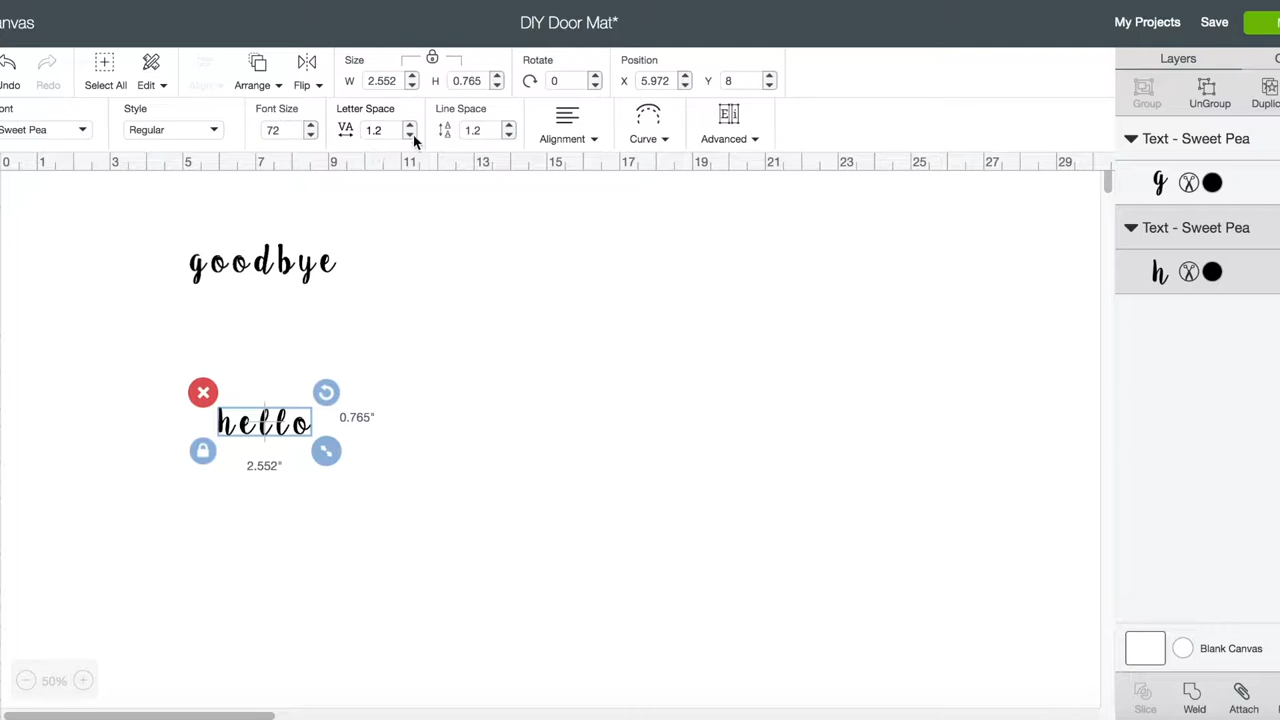 anvas DIY Door Mat* My Projects Save
Undo Redo Select All Edit Align Arrange Flip Size W 2.552 H 0.765 Rotate 0 Position X 5.972 Y 8
ont Style Font Size Letter Space Line Space
Sweet Pea Regular 72 VA 1.2 1.2 Alignment Curve Advanced
0 1 3 5 7 9 11 13 15 17 19 21 23 25 27 29
goodbye
hello
0.765"
2.552"
50%
Layers
Group UnGroup Duplic
Text - Sweet Pea
g
Text - Sweet Pea
h
Blank Canvas
Slice Weld Attach